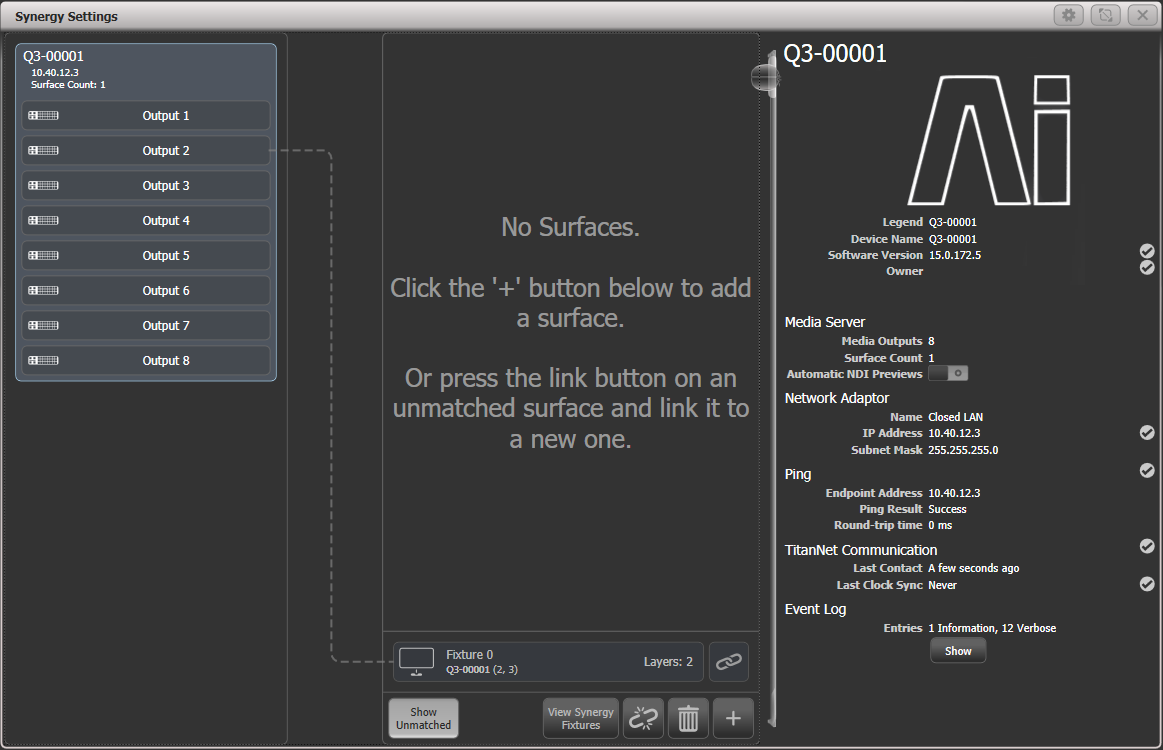 Synergy Settings
Q3-00001
10.40.12.3
Surface Count: 1
Output 1
Output 2
Output 3
Output 4
Output 5
Output 6
Output 7
Output 8
No Surfaces.
Click the '+' button below to add
a surface.
Or press the link button on an
unmatched surface and link it to
a new one.
Fixture 0
Q3-00001 (2, 3)
Layers: 2
Show
Unmatched
View Synergy
Fixtures
+
Q3-00001
Ai
Legend Q3-00001
Device Name Q3-00001
Software Version 15.0.172.5
Owner
Media Server
Media Outputs 8
Surface Count 1
Automatic NDI Previews
Network Adaptor
Name Closed LAN
IP Address 10.40.12.3
Subnet Mask 255.255.255.0
Ping
Endpoint Address 10.40.12.3
Ping Result Success
Round-trip time 0 ms
TitanNet Communication
Last Contact A few seconds ago
Last Clock Sync Never
Event Log
Entries 1 Information, 12 Verbose
Show